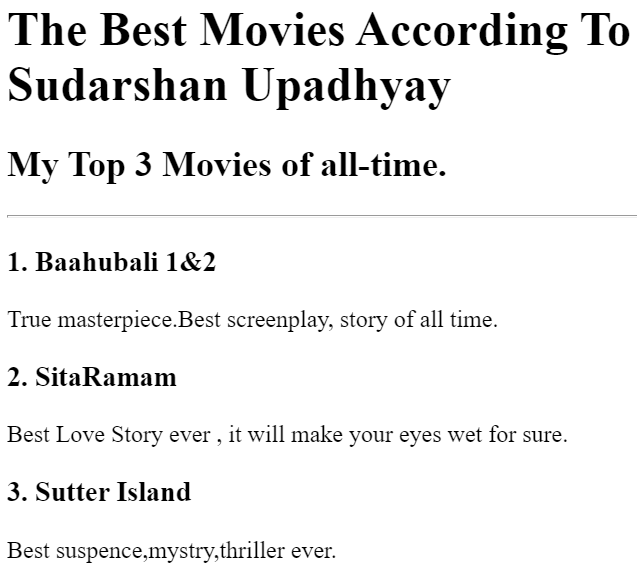 The Best Movies According To
Sudarshan Upadhyay
My Top 3 Movies of all-time.
1. Baahubali 1&2
True masterpiece.Best screenplay, story of all time.
2. SitaRamam
Best Love Story ever , it will make your eyes wet for sure.
3. Sutter Island
Best suspence,mystry,thriller ever.